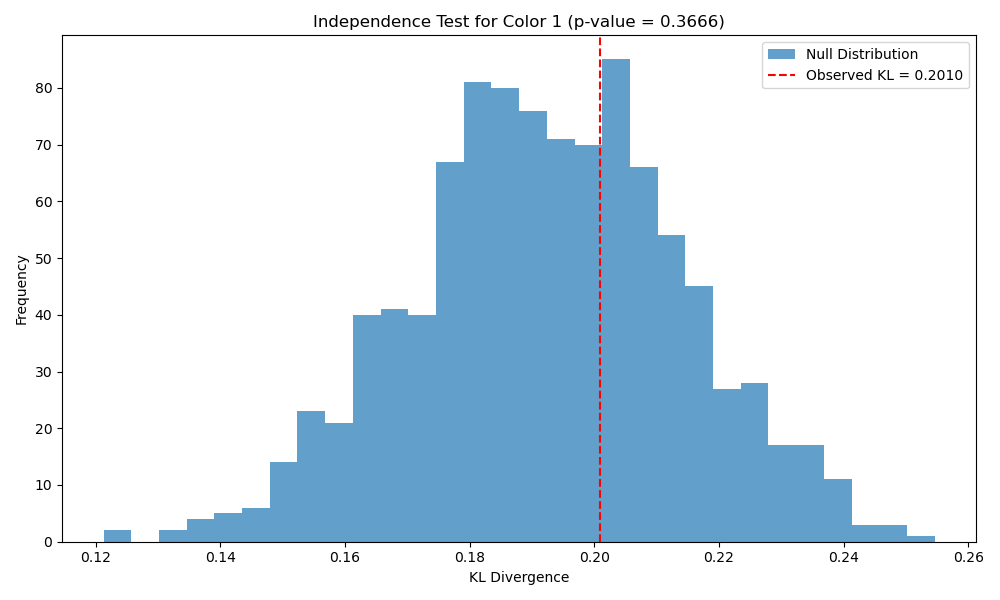 Independence Test for Color 1 (p-value = 0.3666)
Null Distribution
Observed KL = 0.2010
Frequency
80
70
60
50
40
30
20
10
0
0.12 0.14 0.16 0.18 0.20 0.22 0.24 0.26
KL Divergence